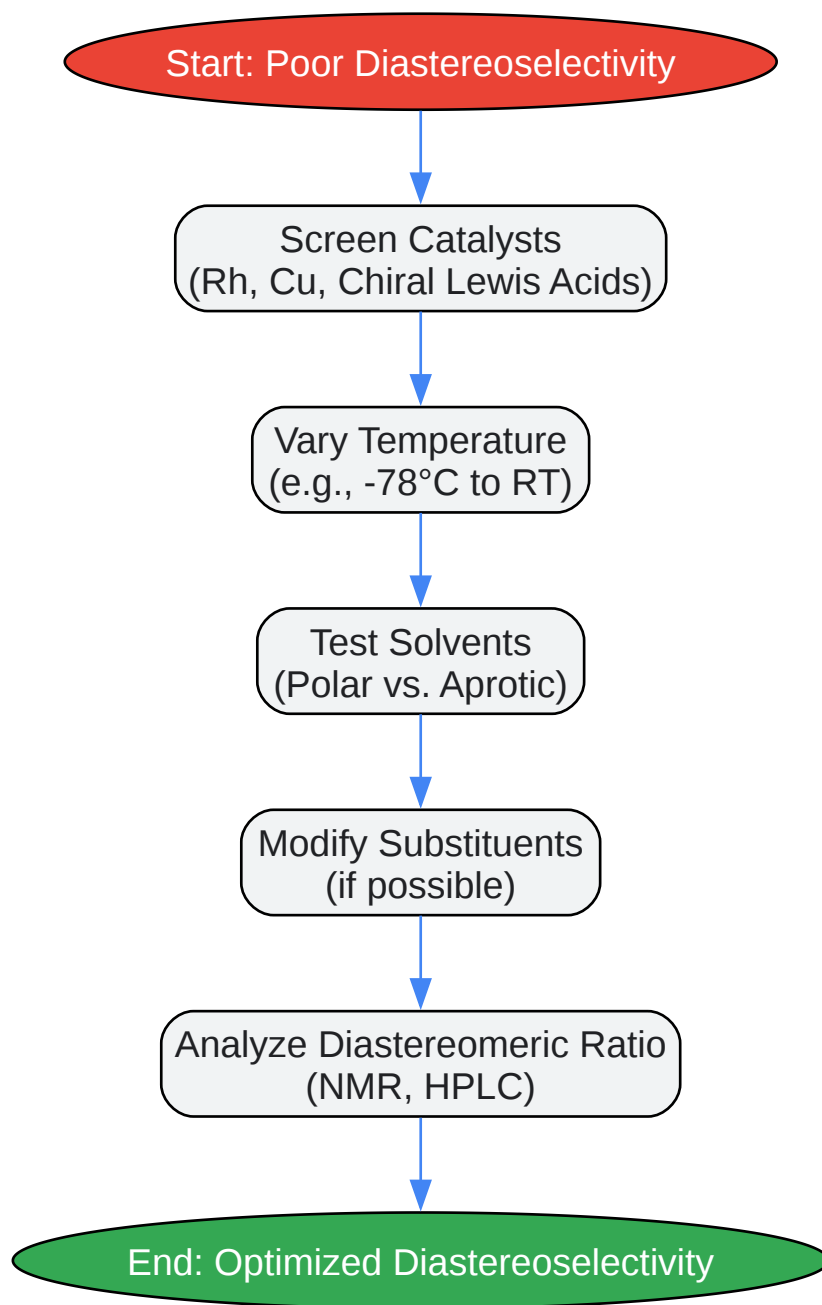 Start: Poor Diastereoselectivity
Screen Catalysts
(Rh, Cu, Chiral Lewis Acids)
Vary Temperature
(e.g., -78°C to RT)
Test Solvents
(Polar vs. Aprotic)
Modify Substituents
(if possible)
Analyze Diastereomeric Ratio
(NMR, HPLC)
End: Optimized Diastereoselectivity